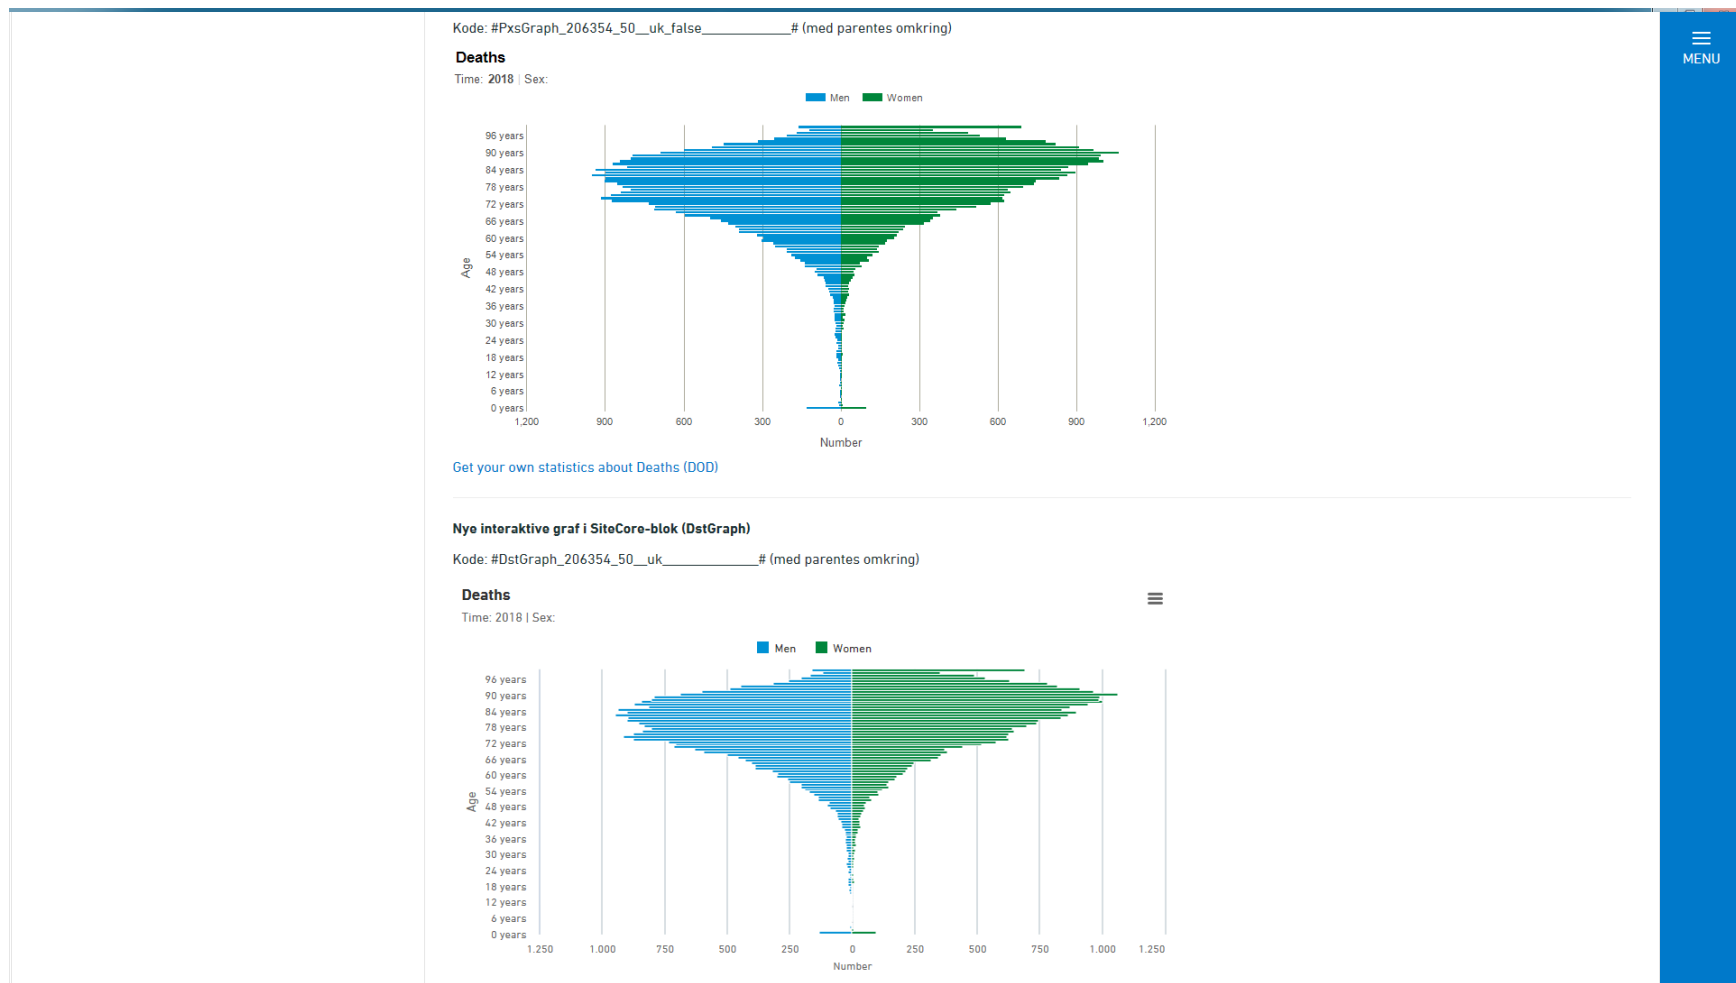 Kode: #PxsGraph_206354_50__uk_false____________# (med parentes omkring)
MENU
Deaths
Time: 2018 | Sex:
Men Women
96 years
90 years
84 years
78 years
72 years
66 years
60 years
54 years
48 years
42 years
36 years
30 years
24 years
18 years
12 years
6 years
0 years
Age
1,200 900 600 300 0 300 600 900 1,200
Number
Get your own statistics about Deaths (DOD)
Nye interaktive graf i SiteCore-blok (DstGraph)
Kode: #DstGraph_206354_50__uk_____________# (med parentes omkring)
Deaths
Time: 2018 | Sex:
Men Women
96 years
90 years
84 years
78 years
72 years
66 years
60 years
54 years
48 years
42 years
36 years
30 years
24 years
18 years
12 years
6 years
0 years
Age
1.250 1.000 750 500 250 0 250 500 750 1.000 1.250
Number